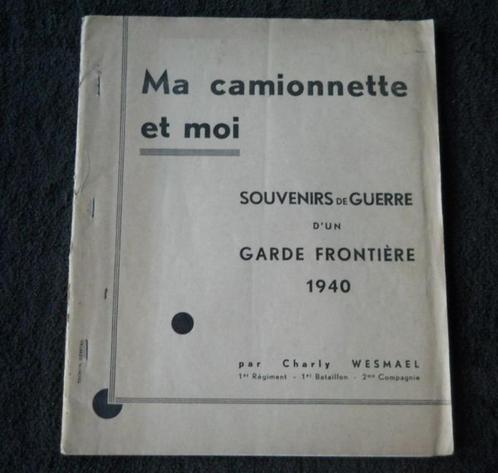 Ma camionnette
et moi
SOUVENIRS DE GUERRE
D'UN
GARDE FRONTIÈRE
1940
par Charly WESMAEL
1er Régiment - 1er Bataillon - 2me Compagnie